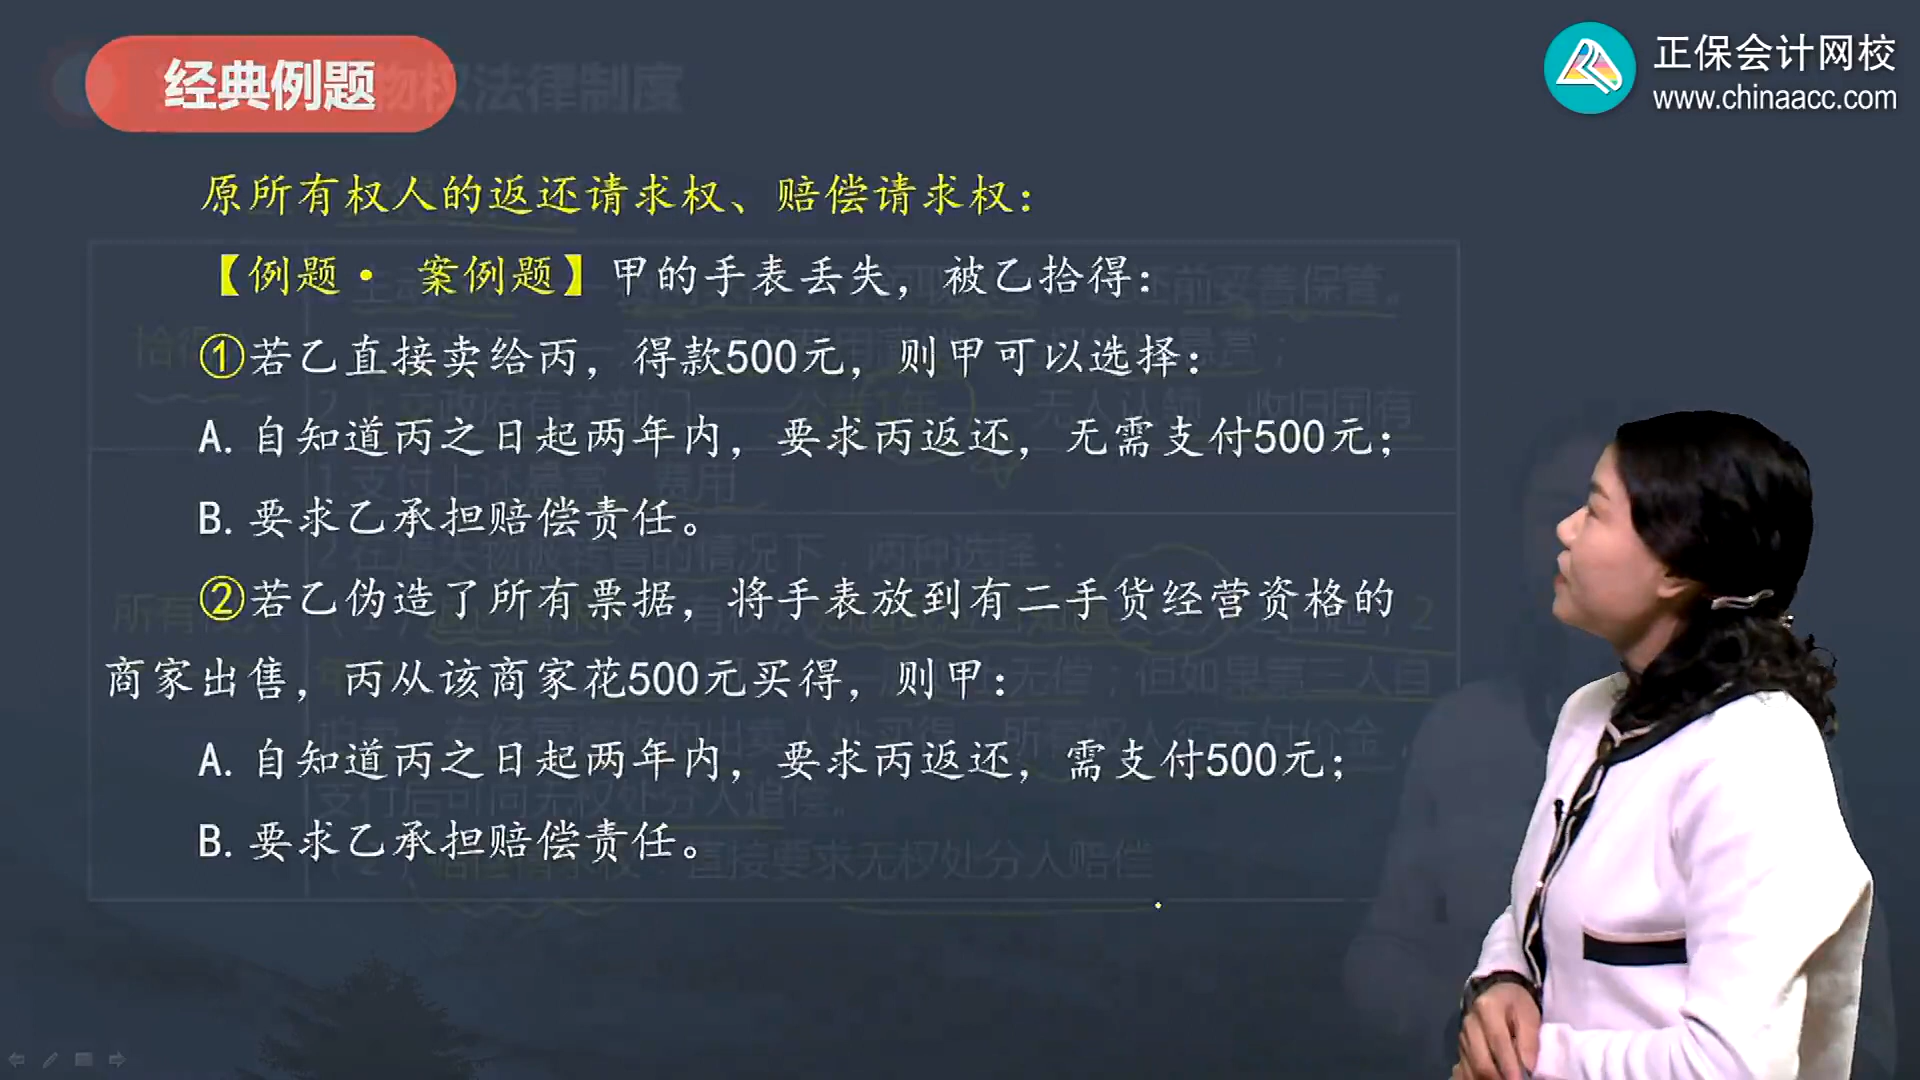 经典例题
物权法律制度
正保会计网校
www.chinaacc.com
原所有权人的返还请求权、赔偿请求权：
【例题• 案例题】甲的手表丢失，被乙拾得：
①若乙直接卖给丙，得款500元，则甲可以选择：
A. 自知道丙之日起两年内，要求丙返还，无需支付500元；
B. 要求乙承担赔偿责任。
②若乙伪造了所有票据，将手表放到有二手货经营资格的
商家出售，丙从该商家花500元买得，则甲：
A. 自知道丙之日起两年内，要求丙返还，需支付500元；
B. 要求乙承担赔偿责任。